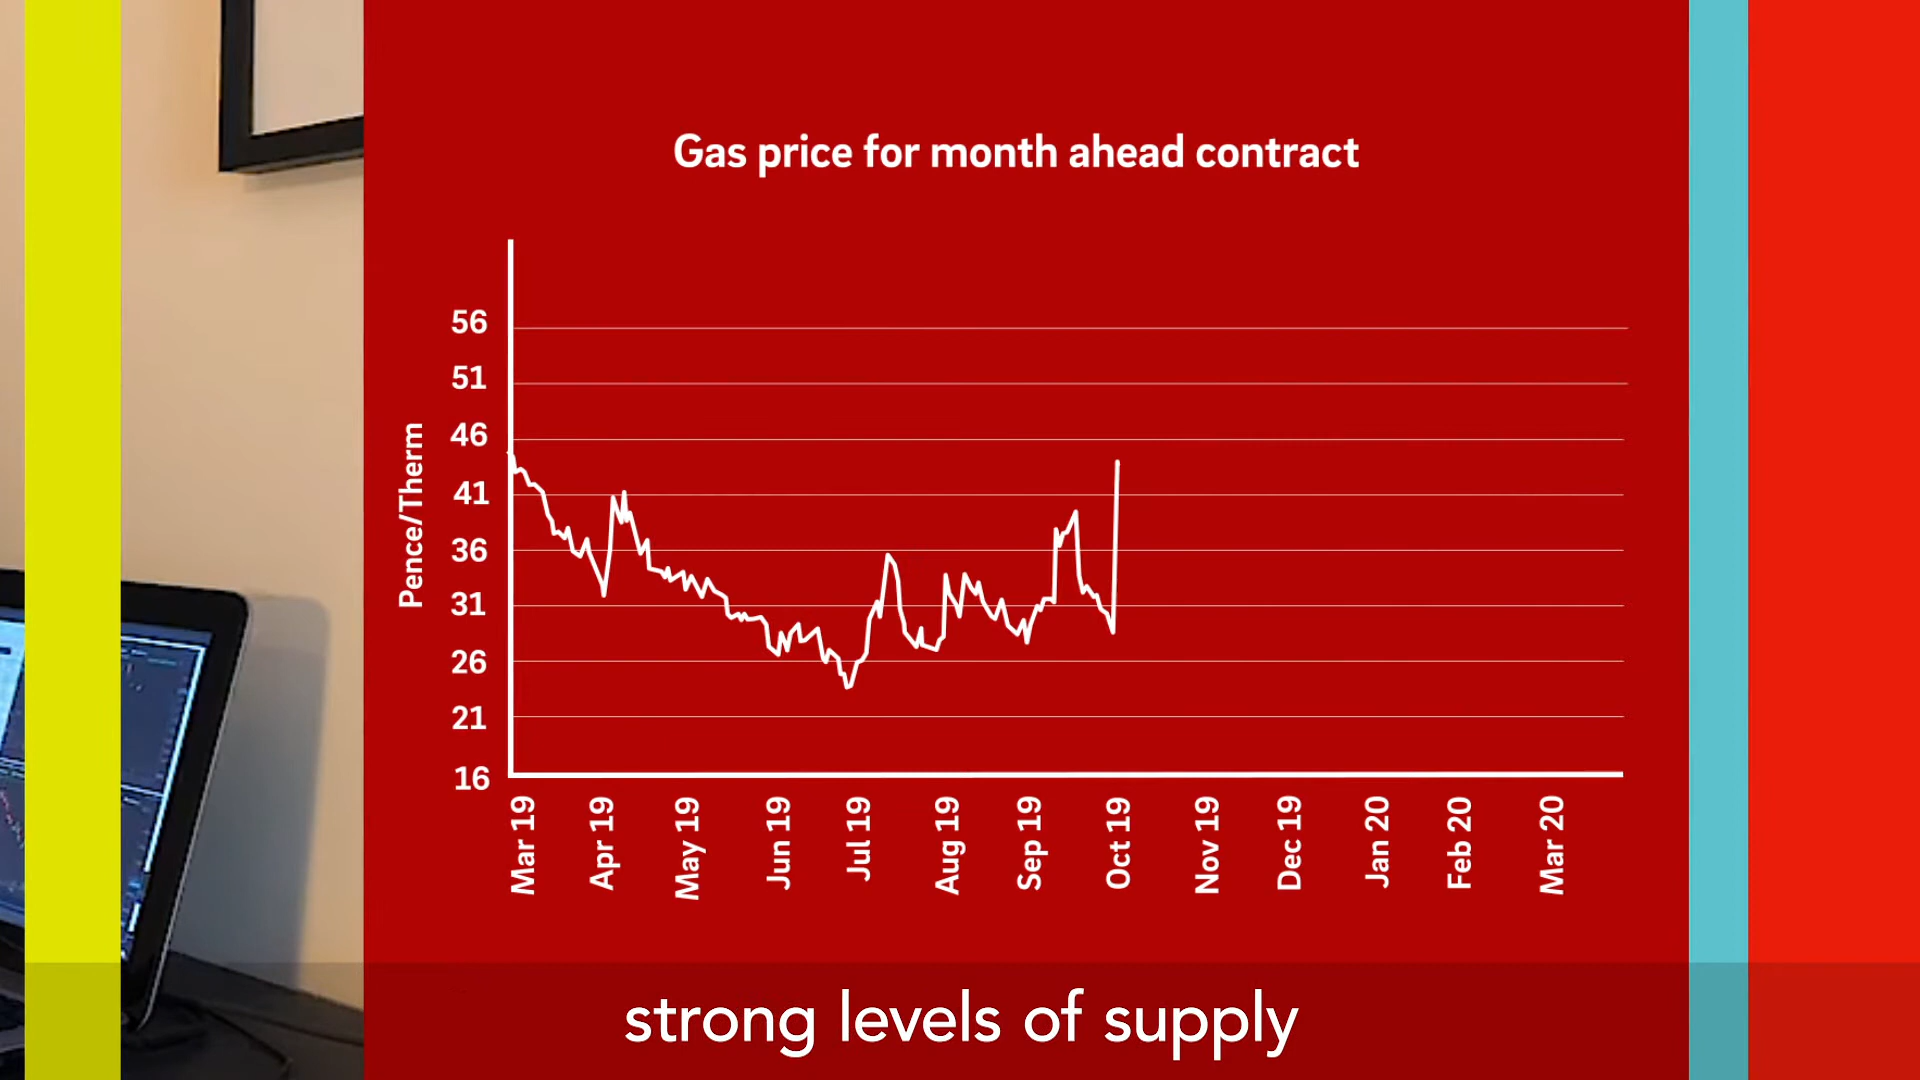 Gas price for month ahead contract
Pence/Therm
56
51
46
41
36
31
26
21
16
Mar 19
Apr 19
May 19
Jun 19
Jul 19
Aug 19
Sep 19
Oct 19
Nov 19
Dec 19
Jan 20
Feb 20
Mar 20
strong levels of supply